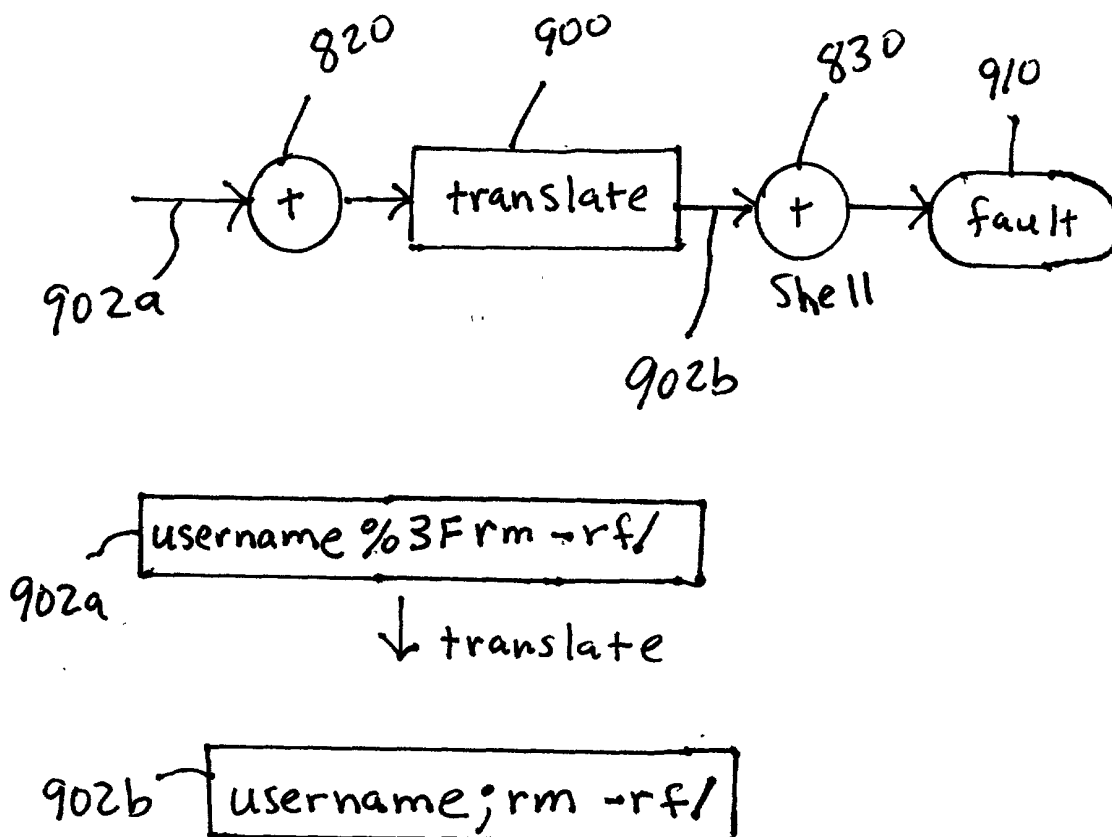 820 900 830 910
+ translate + fault
902a Shell
902b
username %3F rm -rf/
902a
translate
902b username; rm -rf/